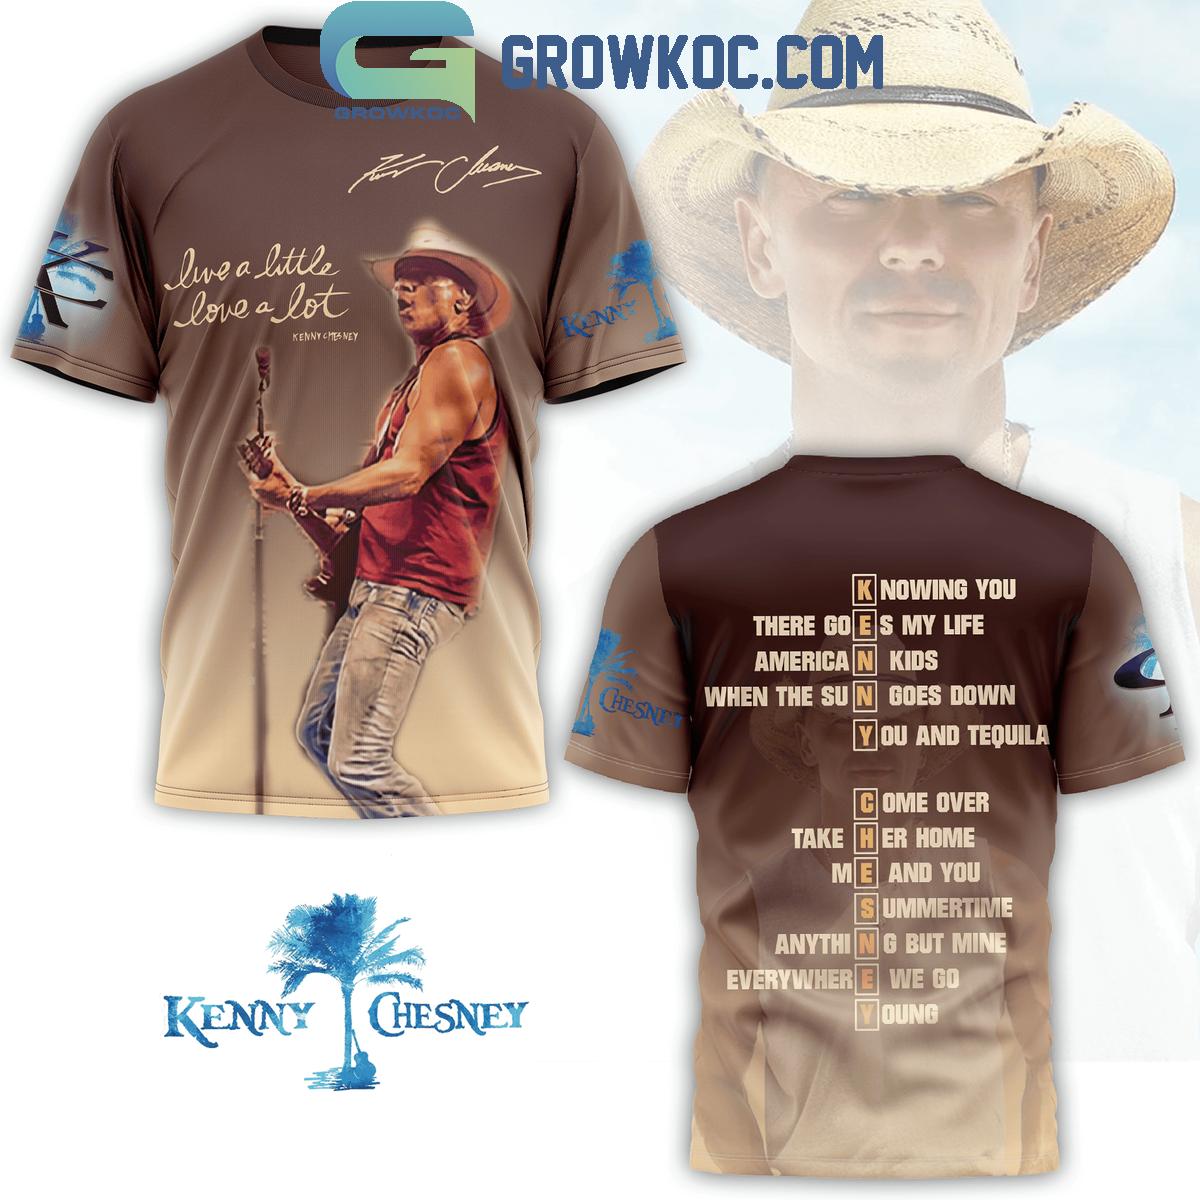 GROWKOC.COM
GROWKOC
Kenny Chesney
live a little
love a lot
KENNY CHESNEY
K
KENNY
KNOWING YOU
THERE GOES MY LIFE
AMERICAN KIDS
WHEN THE SUN GOES DOWN
YOU AND TEQUILA
COME OVER
TAKE HER HOME
ME AND YOU
SUMMERTIME
ANYTHING BUT MINE
EVERYWHERE WE GO
YOUNG
CHESNEY
KENNY CHESNEY